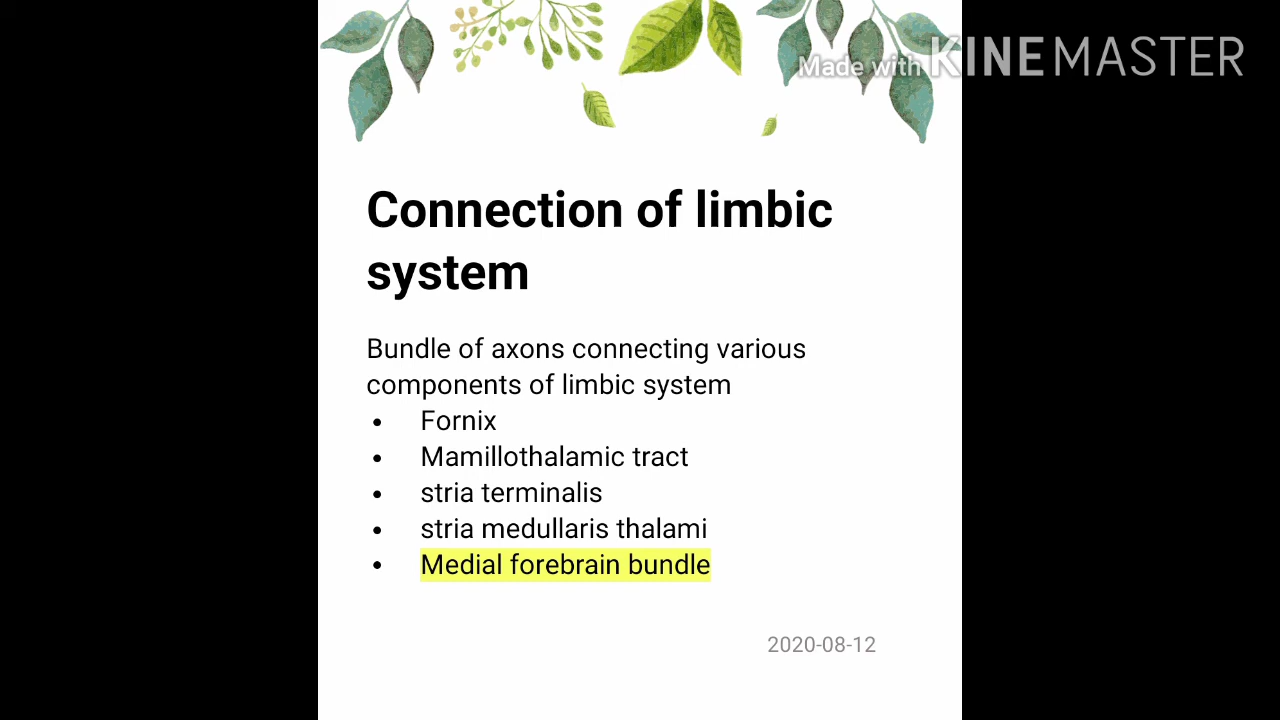 Made with KINEMASTER
Connection of limbic
system
Bundle of axons connecting various
components of limbic system
• Fornix
• Mamillothalamic tract
• stria terminalis
• stria medullaris thalami
• Medial forebrain bundle
2020-08-12